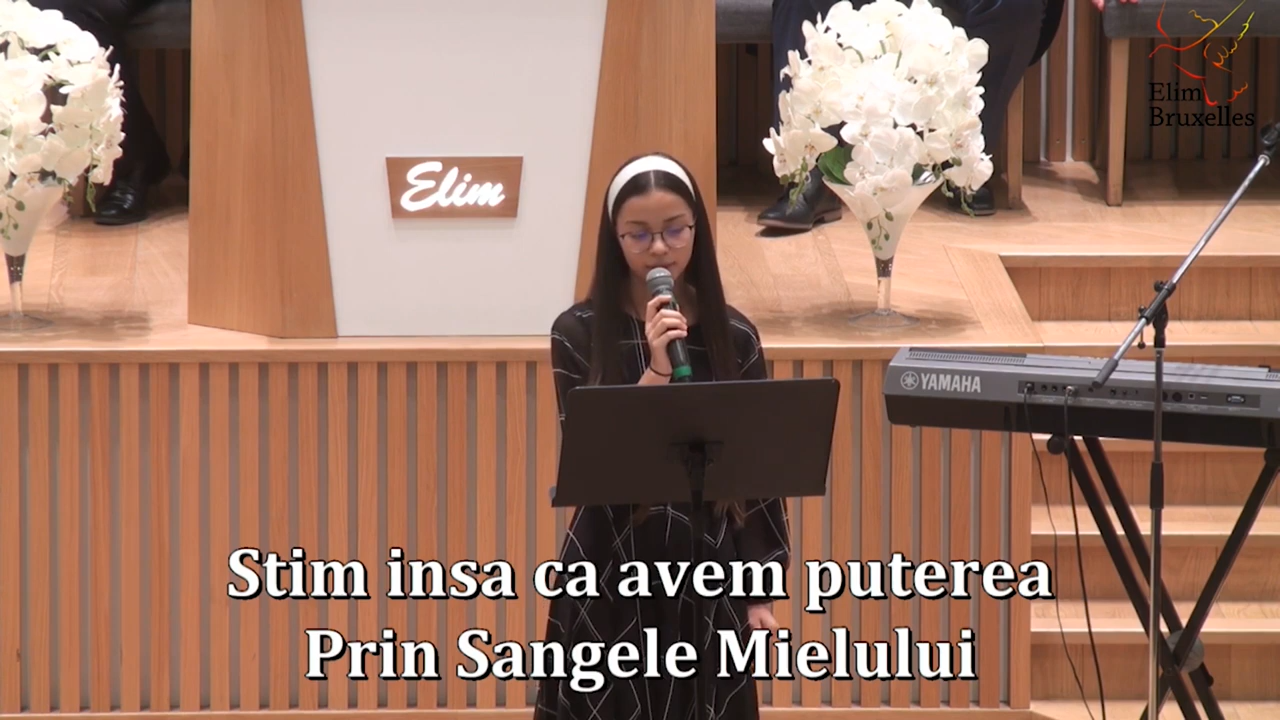 Elim
Bruxelles
Elim
YAMAHA
Stim insa ca avem puterea
Prin Sangele Mielului